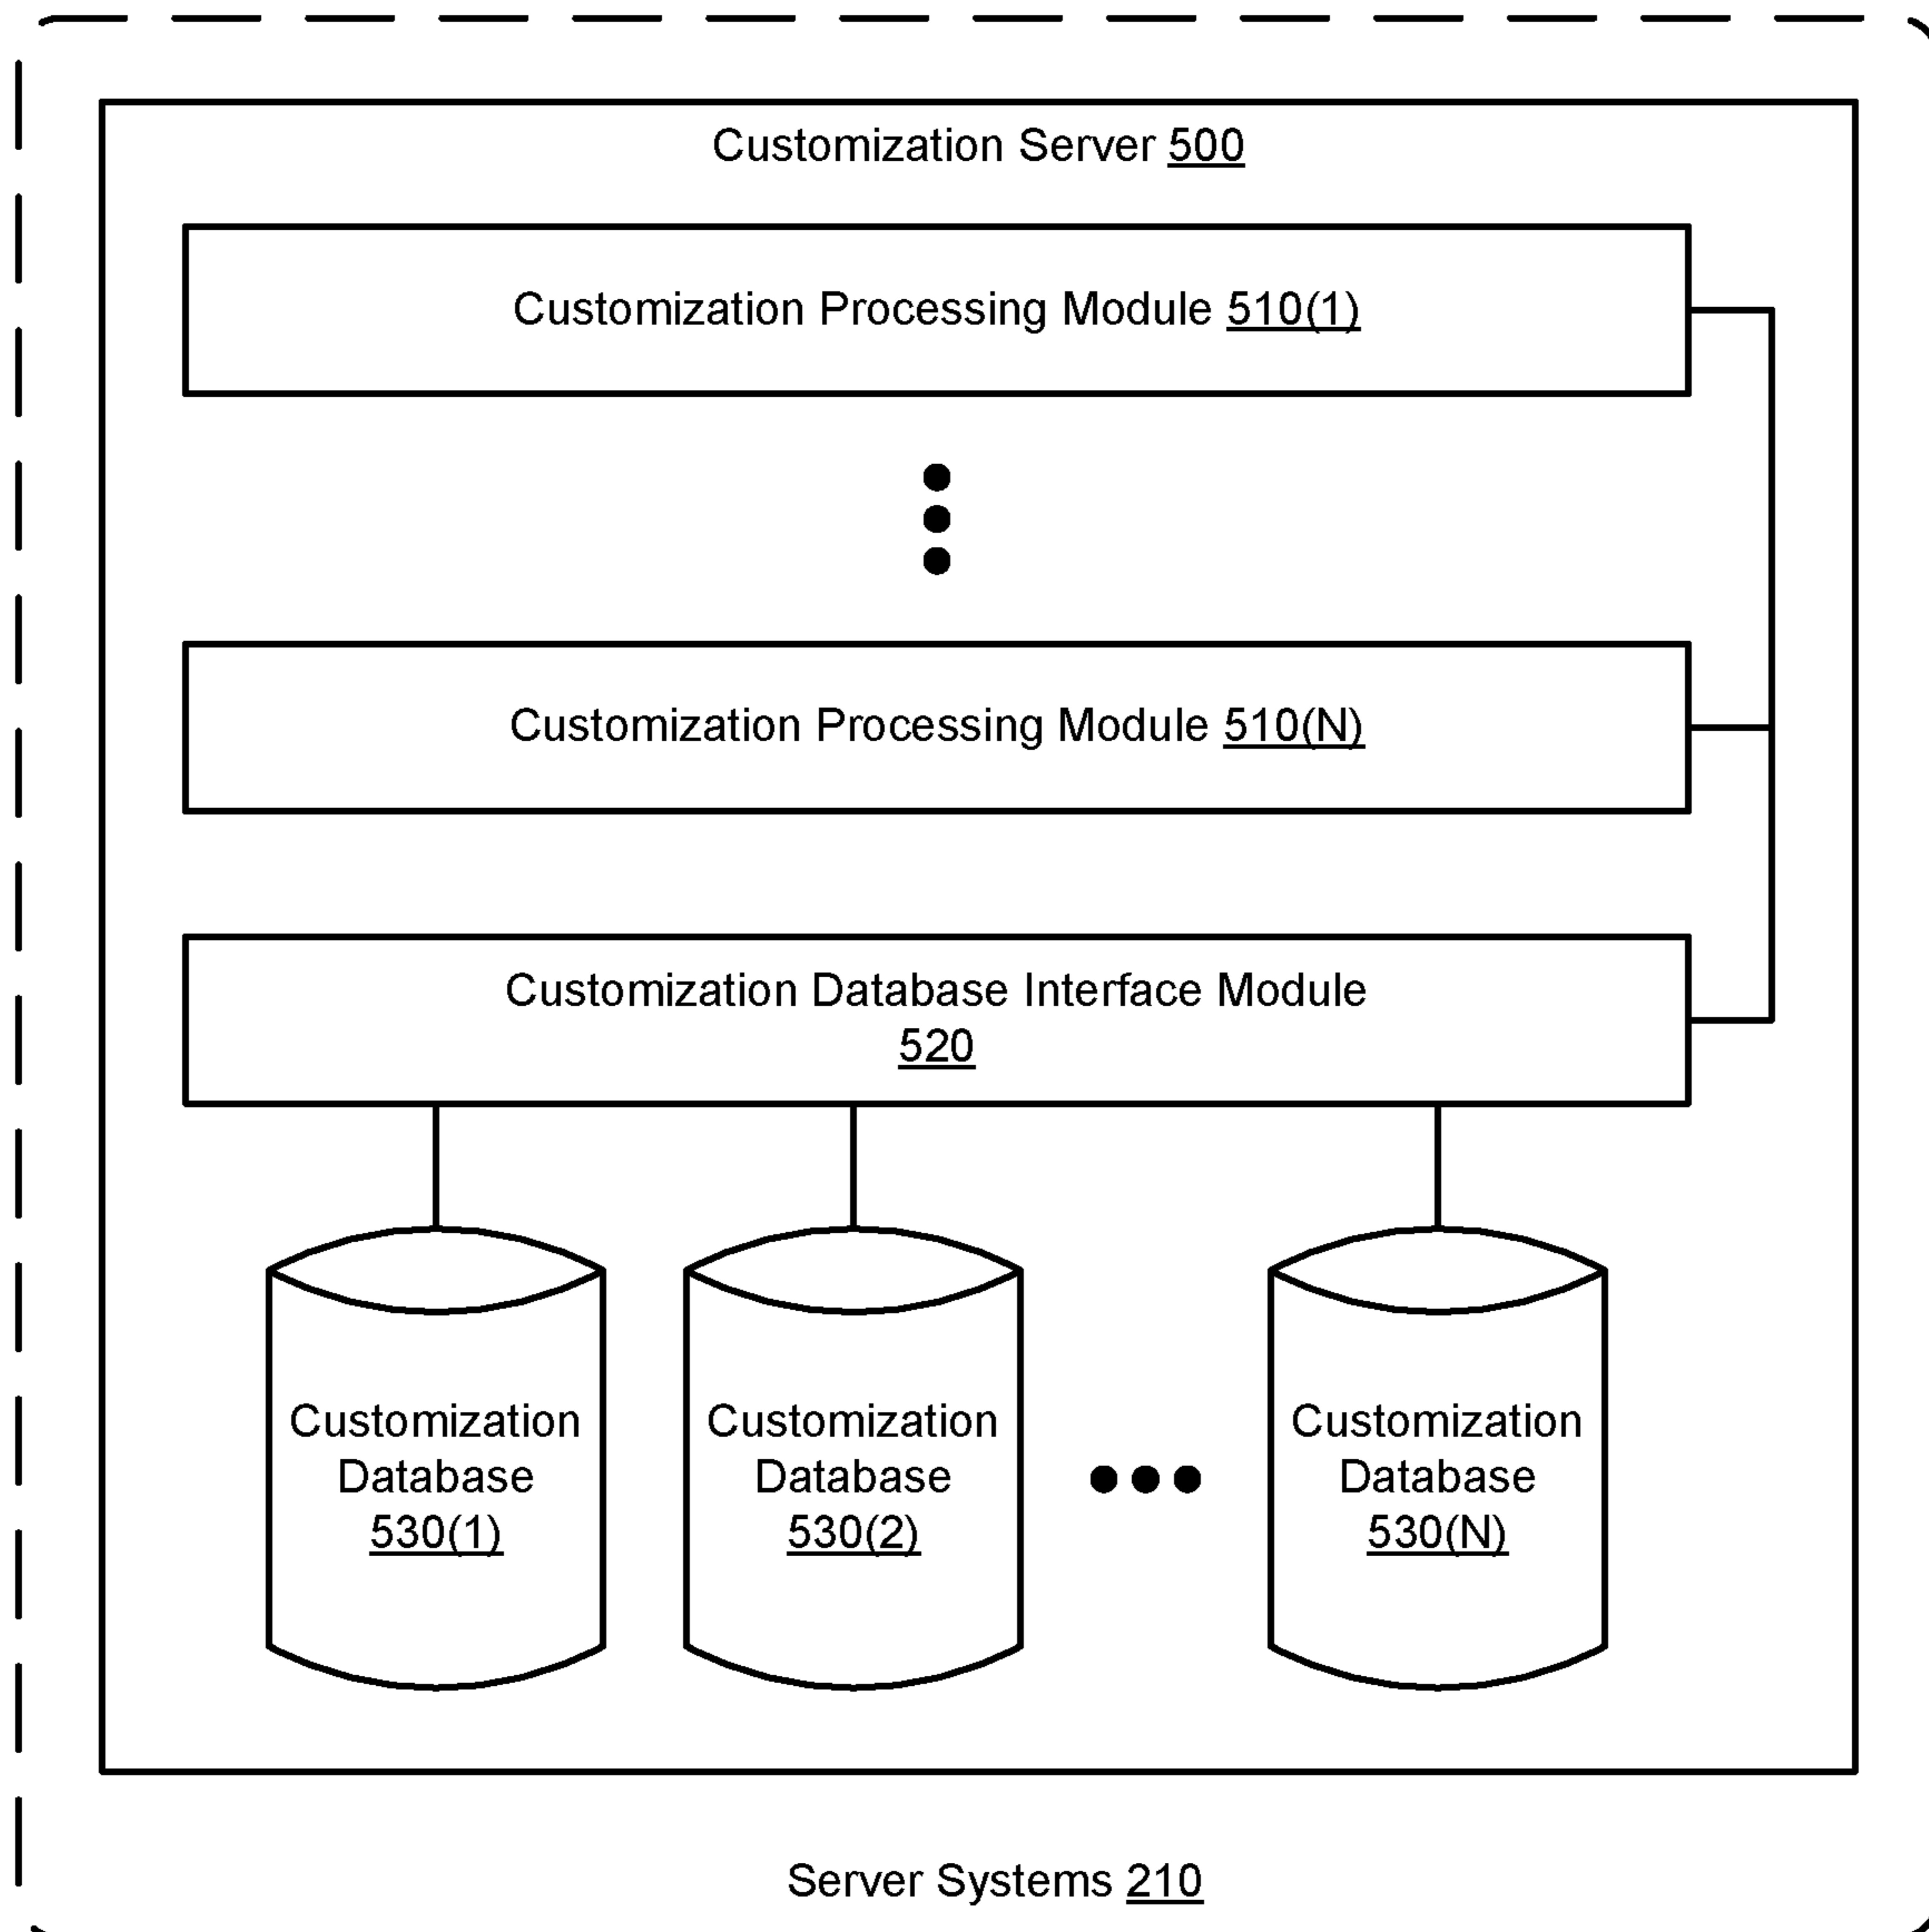 Customization Server 500
Customization Processing Module 510(1)
Customization Processing Module 510(N)
Customization Database Interface Module
520
Customization
Database
530(1)
Customization
Database
530(2)
Customization
Database
530(N)
Server Systems 210